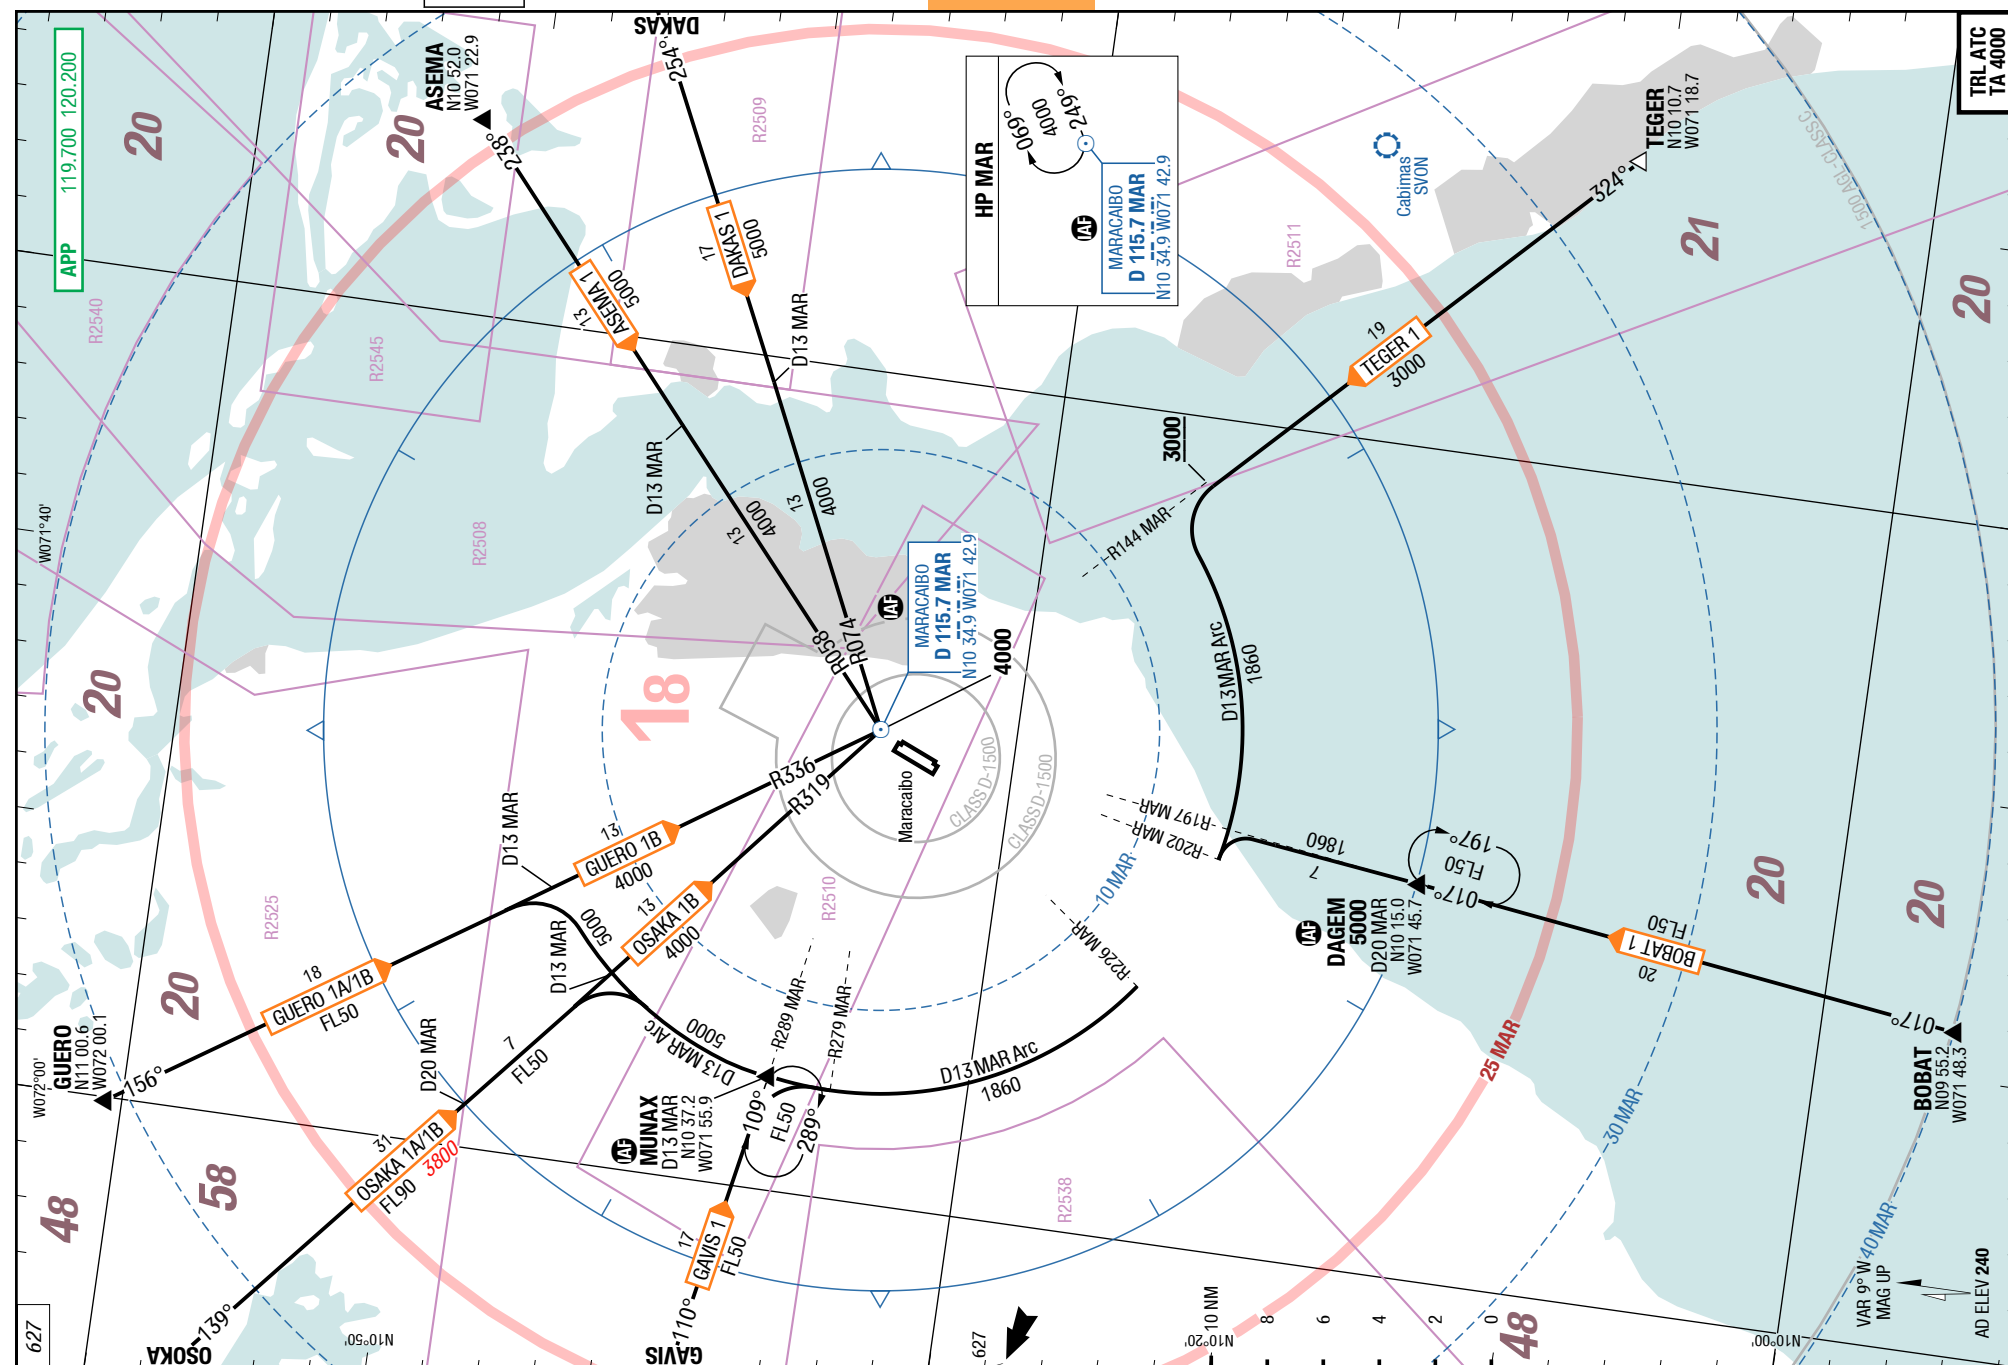 APP 119.700 120.200
TRL ATC
TA 4000
DAKAS
254°
ASEMA
N10 52.0
W071 22.9
238°
20
20
R2540
R2545
R2509
R2508
W071°40'
ASEMA 1
13
5000
DAKAS 1
17
5000
D13 MAR
D13 MAR
13
4000
13
4000
R058
R074
HP MAR
069°
4000
249°
IAF
MARACAIBO
D 115.7 MAR
N10 34.9 W071 42.9
Cabimas
SVON
TEGER
N10 10.7
W071 18.7
324°
1500 AGL-CLASS C
R2511
21
20
TEGER 1
19
3000
3000
R144 MAR
D13 MAR Arc
1860
IAF
MARACAIBO
D 115.7 MAR
N10 34.9 W071 42.9
4000
18
20
Maracaibo
CLASS D-1500
CLASS D-1500
R336
R319
D13 MAR
GUERO 1B
13
4000
OSAKA 1B
13
4000
D13 MAR
5000
R2525
R2510
20
GUERO 1A/1B
18
FL50
GUERO
N11 00.6
W072 00.1
156°
W072°00'
D20 MAR
7
FL50
OSAKA 1A/1B
31
FL90
3800
D13 MAR Arc
5000
R289 MAR
R279 MAR
IAF
MUNAX
D13 MAR
N10 37.2
W071 55.9
109°
FL50
289°
D13 MAR Arc
1860
R226 MAR
10 MAR
R197 MAR
R202 MAR
1860
7
IAF
DAGEM
5000
D20 MAR
N10 15.0
W071 45.7
197°
FL50
017°
BOBAT 1
FL50
20
20
20
017°
BOBAT
N09 55.2
W071 48.3
25 MAR
30 MAR
40 MAR
R2538
48
58
GAVIS 1
17
FL50
110°
GAVIS
139°
OSOKA
627
N10°50'
627
N10°20'
10 NM
8
6
4
2
0
48
N10°00'
VAR 9° W
MAG UP
AD ELEV 240